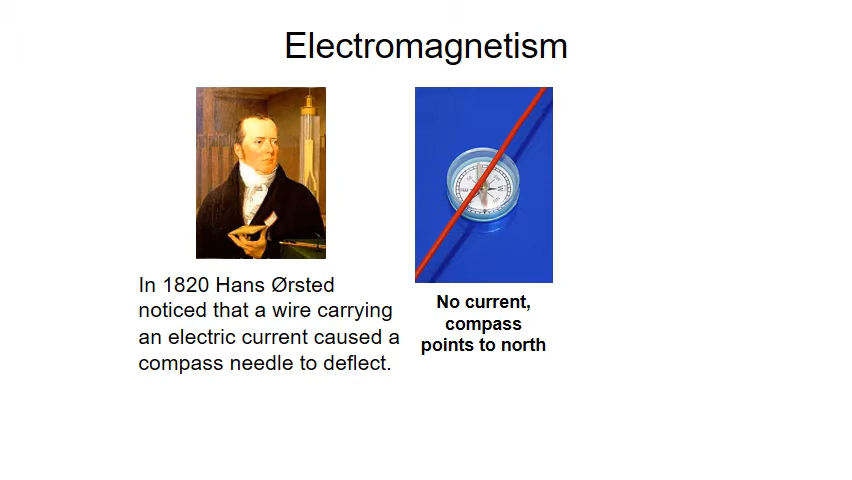 Electromagnetism
In 1820 Hans Ørsted
noticed that a wire carrying
an electric current caused a
compass needle to deflect.
No current,
compass
points to north